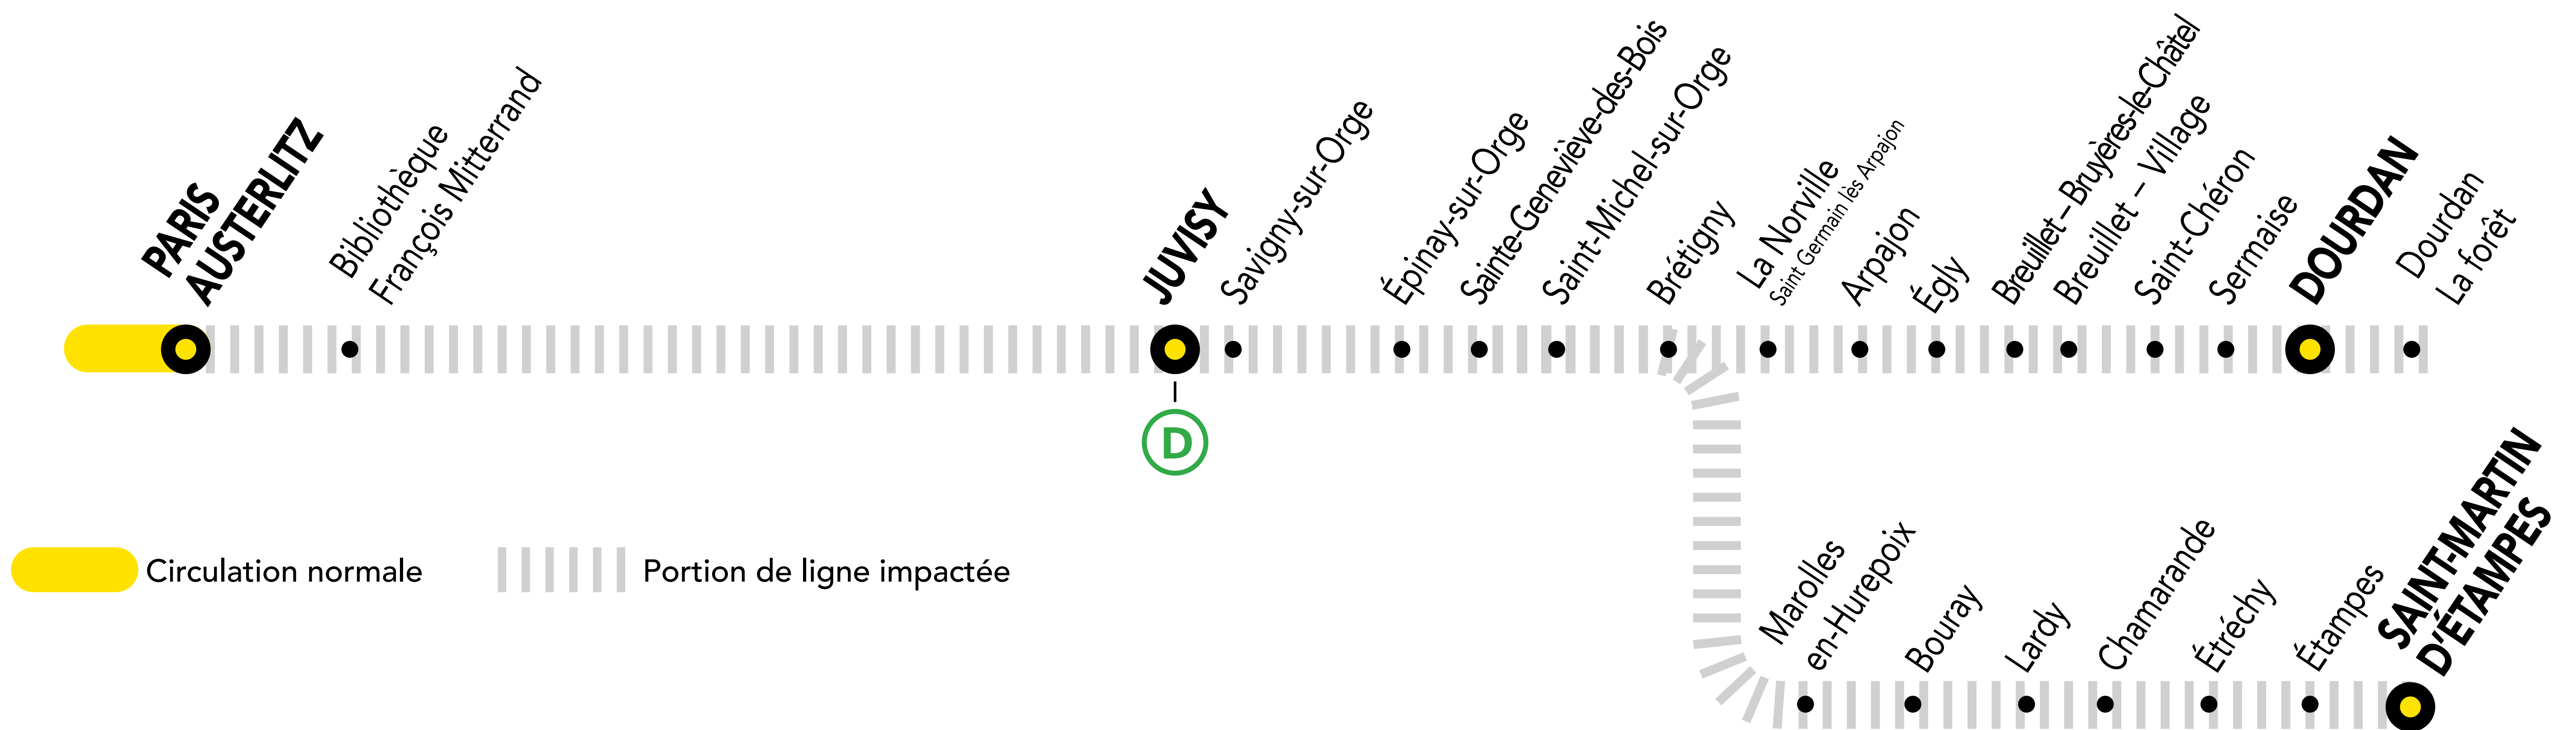 PARIS
AUSTERLITZ
Bibliothèque
François Mitterrand
JUVISY
Savigny-sur-Orge
Épinay-sur-Orge
Sainte-Geneviève-des-Bois
Saint-Michel-sur-Orge
Brétigny
La Norville
Saint Germain lès Arpajon
Arpajon
Égly
Breuillet – Bruyères-le-Châtel
Breuillet – Village
Saint-Chéron
Sermaise
DOURDAN
Dourdan
La forêt
D
Marolles
en-Hurepoix
Bouray
Lardy
Chamarande
Étréchy
Étampes
SAINT-MARTIN
D'ÉTAMPES
Circulation normale
Portion de ligne impactée